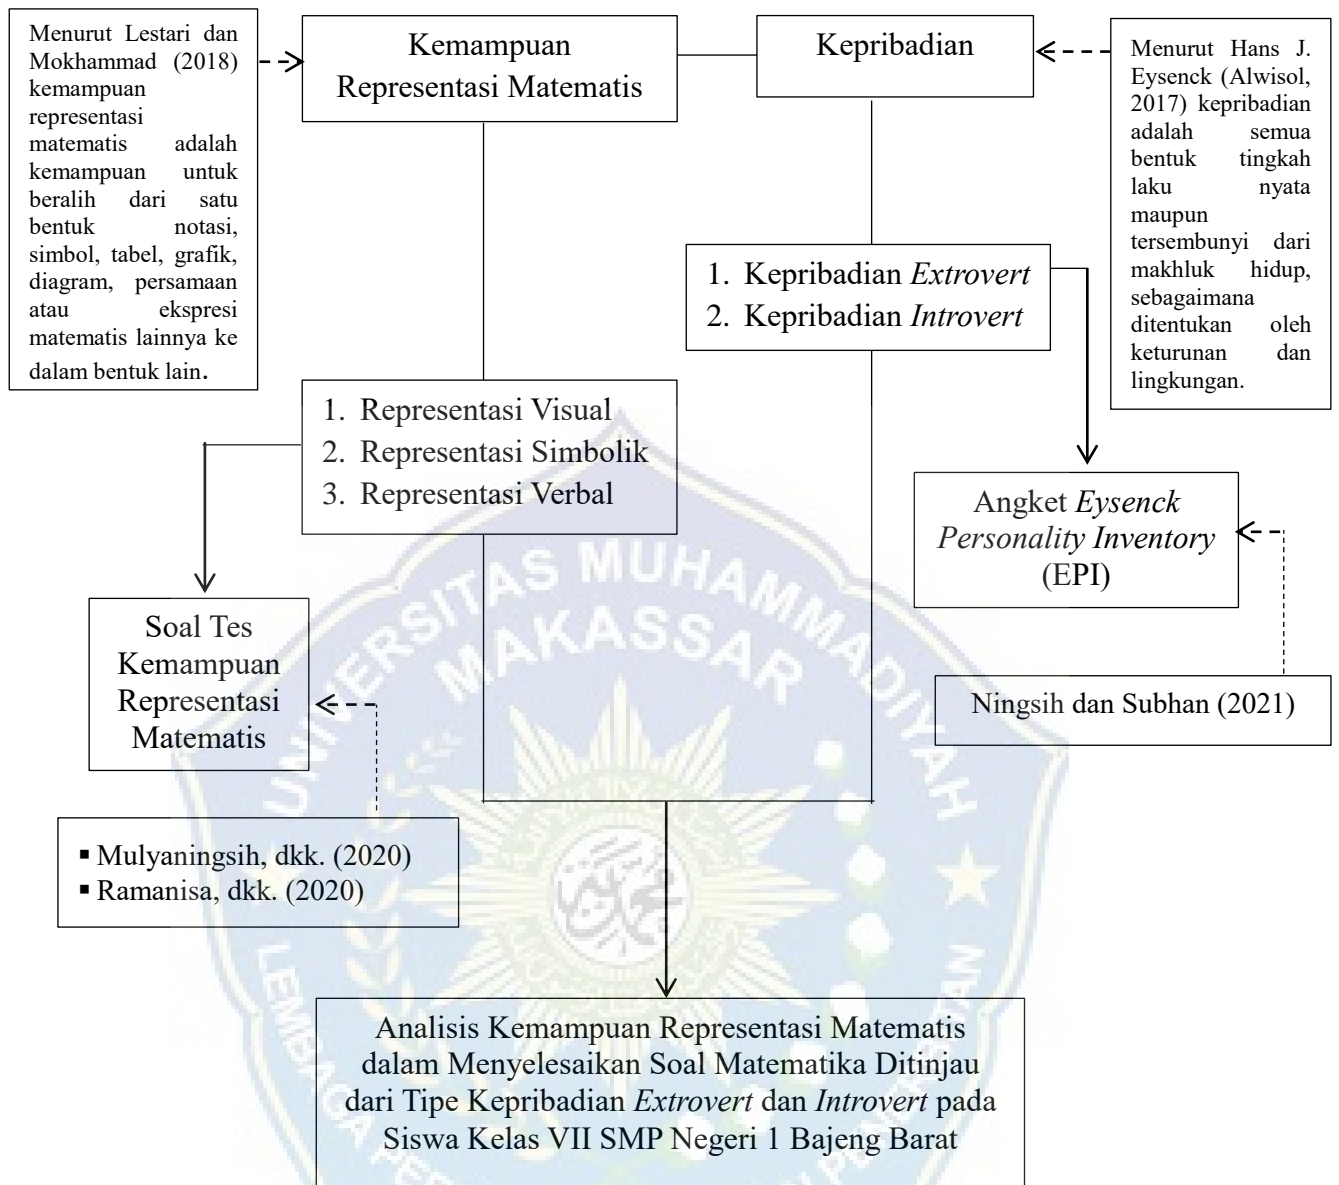 Menurut Lestari dan
Mokhammad (2018)
kemampuan
representasi
matematis adalah
kemampuan untuk
beralih dari satu
bentuk notasi,
simbol, tabel, grafik,
diagram, persamaan
atau ekspresi
matematis lainnya ke
dalam bentuk lain.
Kemampuan
Representasi Matematis
Kepribadian
Menurut Hans J.
Eysenck (Alwisol,
2017) kepribadian
adalah semua
bentuk tingkah
laku nyata
maupun
tersembunyi dari
makhluk hidup,
sebagaimana
ditentukan oleh
keturunan dan
lingkungan.
1. Kepribadian Extrovert
2. Kepribadian Introvert
1. Representasi Visual
2. Representasi Simbolik
3. Representasi Verbal
Angket Eysenck
Personality Inventory
(EPI)
Soal Tes
Kemampuan
Representasi
Matematis
Ningsih dan Subhan (2021)
▪ Mulyaningsih, dkk. (2020)
▪ Ramanisa, dkk. (2020)
Analisis Kemampuan Representasi Matematis
dalam Menyelesaikan Soal Matematika Ditinjau
dari Tipe Kepribadian Extrovert dan Introvert pada
Siswa Kelas VII SMP Negeri 1 Bajeng Barat
UNIVERSITAS MUHAMMADIYAH
MAKASSAR
LEMBAGA